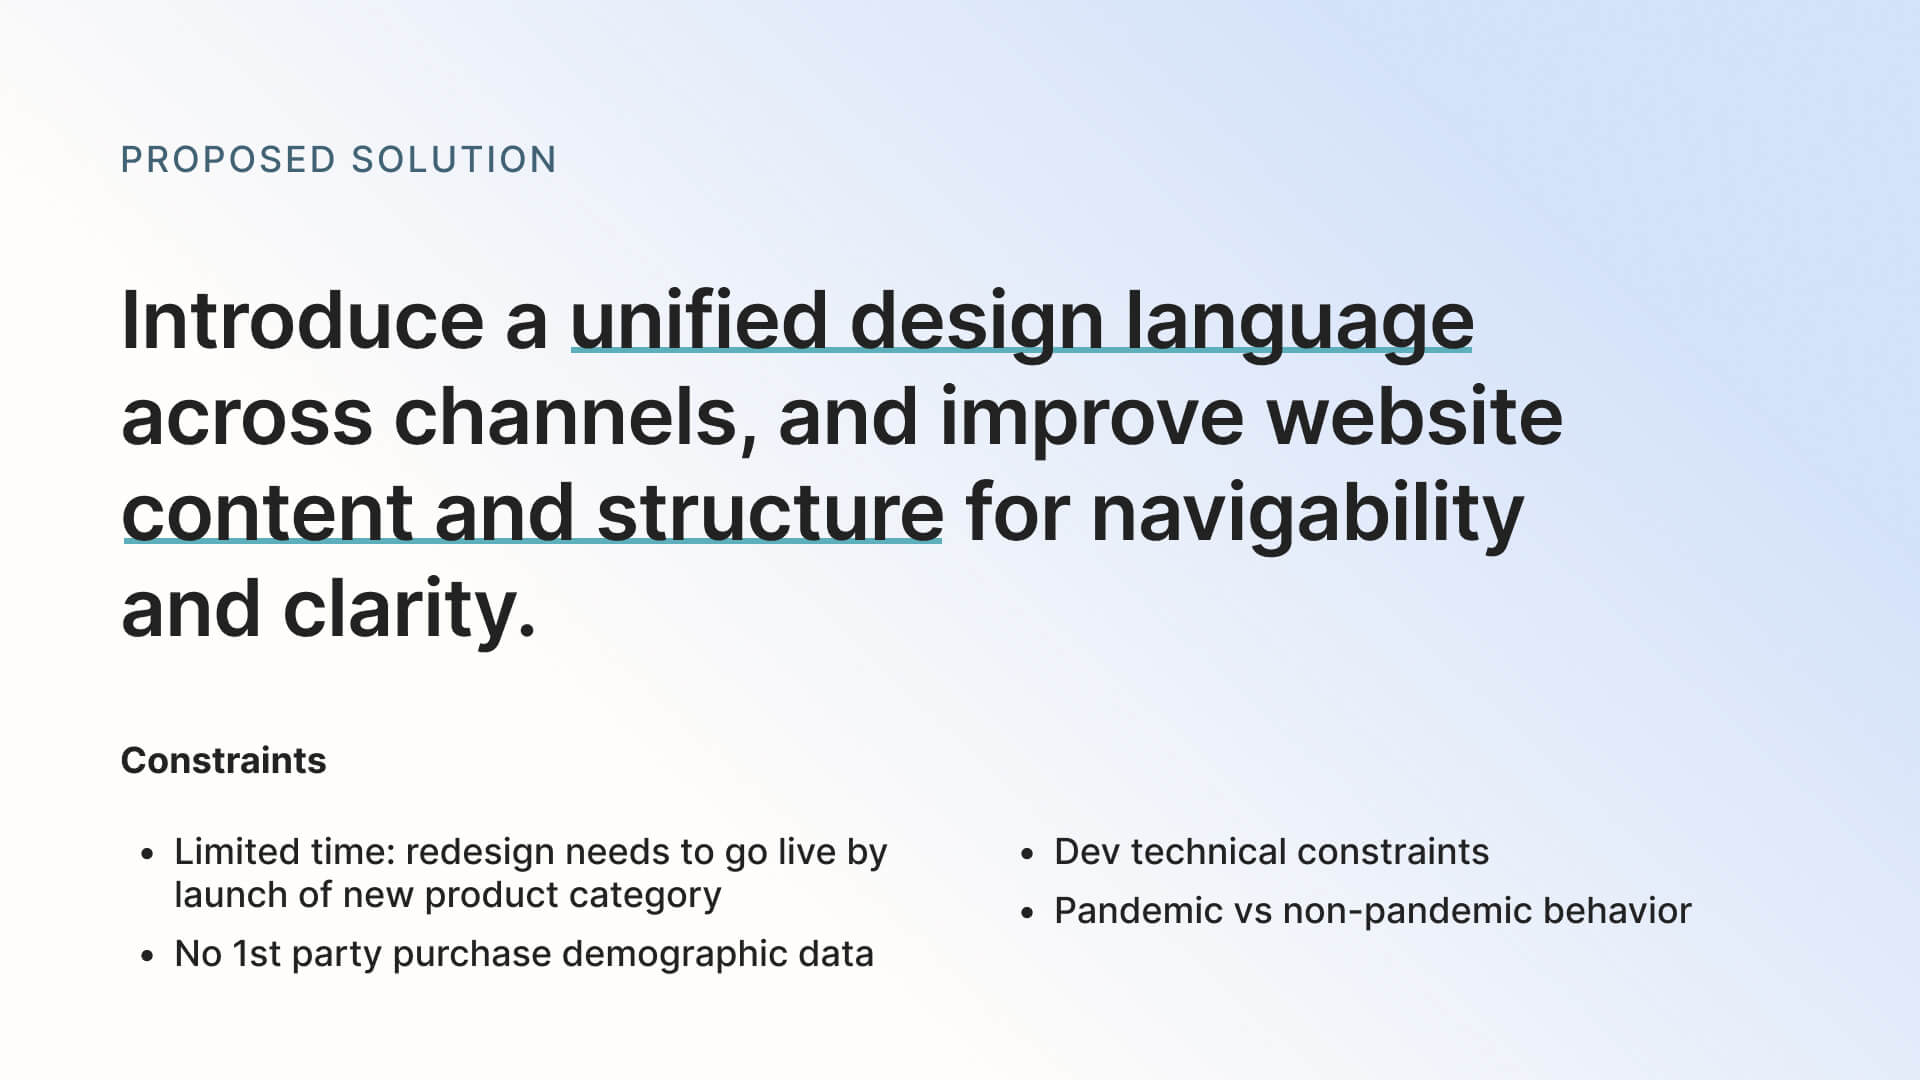 PROPOSED SOLUTION
Introduce a unified design language
across channels, and improve website
content and structure for navigability
and clarity.
Constraints
• Limited time: redesign needs to go live by
launch of new product category
• No 1st party purchase demographic data
• Dev technical constraints
• Pandemic vs non-pandemic behavior